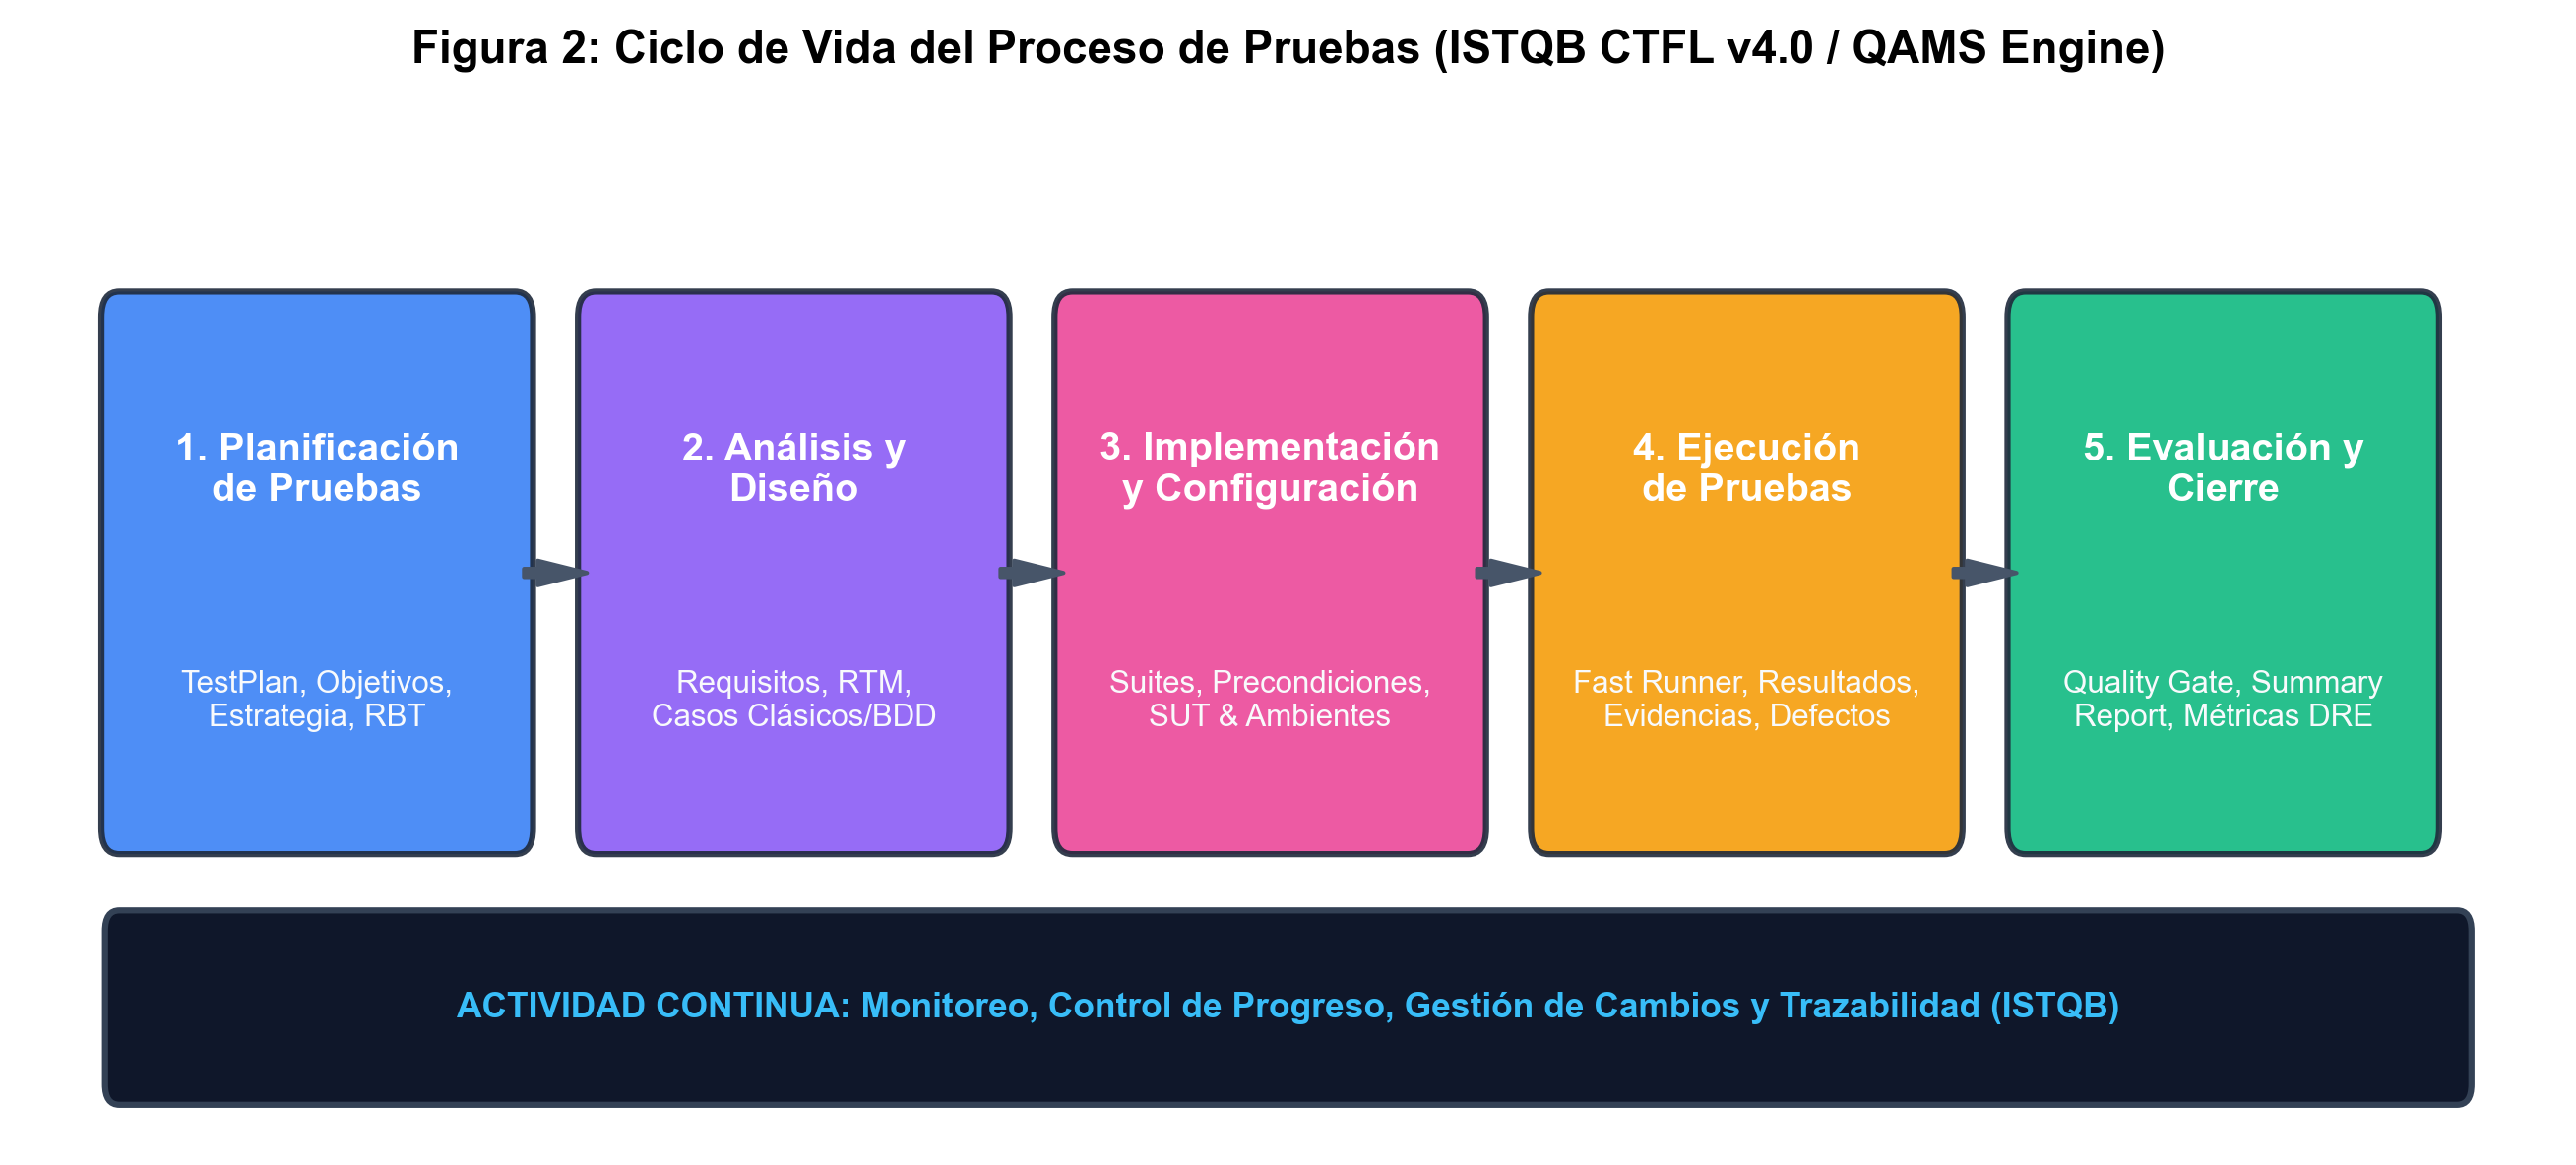 Figura 2: Ciclo de Vida del Proceso de Pruebas (ISTQB CTFL v4.0 / QAMS Engine)
1. Planificación
de Pruebas
TestPlan, Objetivos,
Estrategia, RBT
2. Análisis y
Diseño
Requisitos, RTM,
Casos Clásicos/BDD
3. Implementación
y Configuración
Suites, Precondiciones,
SUT & Ambientes
4. Ejecución
de Pruebas
Fast Runner, Resultados,
Evidencias, Defectos
5. Evaluación y
Cierre
Quality Gate, Summary
Report, Métricas DRE
ACTIVIDAD CONTINUA: Monitoreo, Control de Progreso, Gestión de Cambios y Trazabilidad (ISTQB)